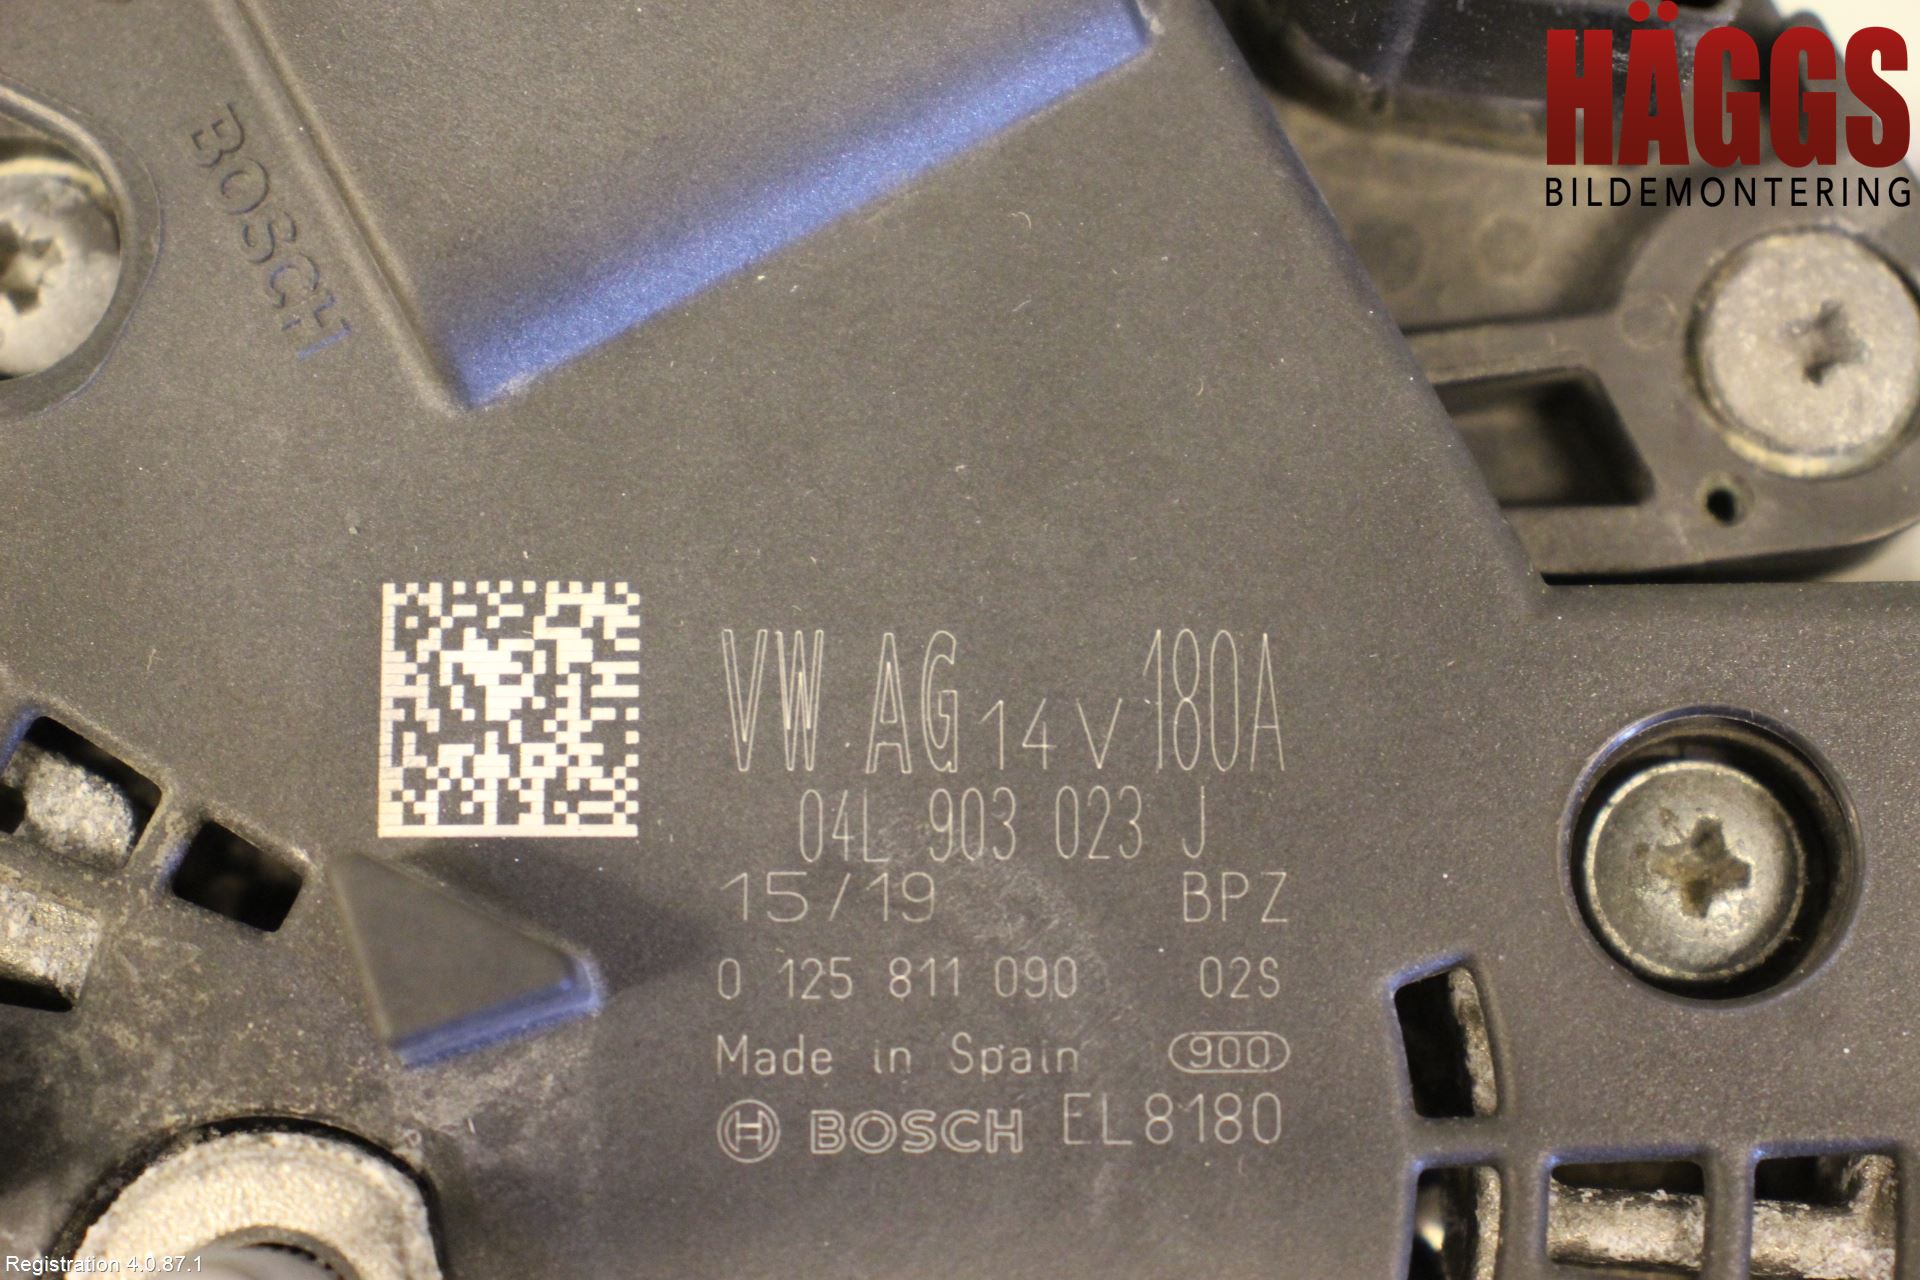 HÄGGS
BILDEMONTERING
BOSCH
VW AG 14V 180A
04L 903 023 J
15/19 BPZ
0 125 811 090 02S
Made in Spain 900
BOSCH EL8180
Registration 4.0.87.1